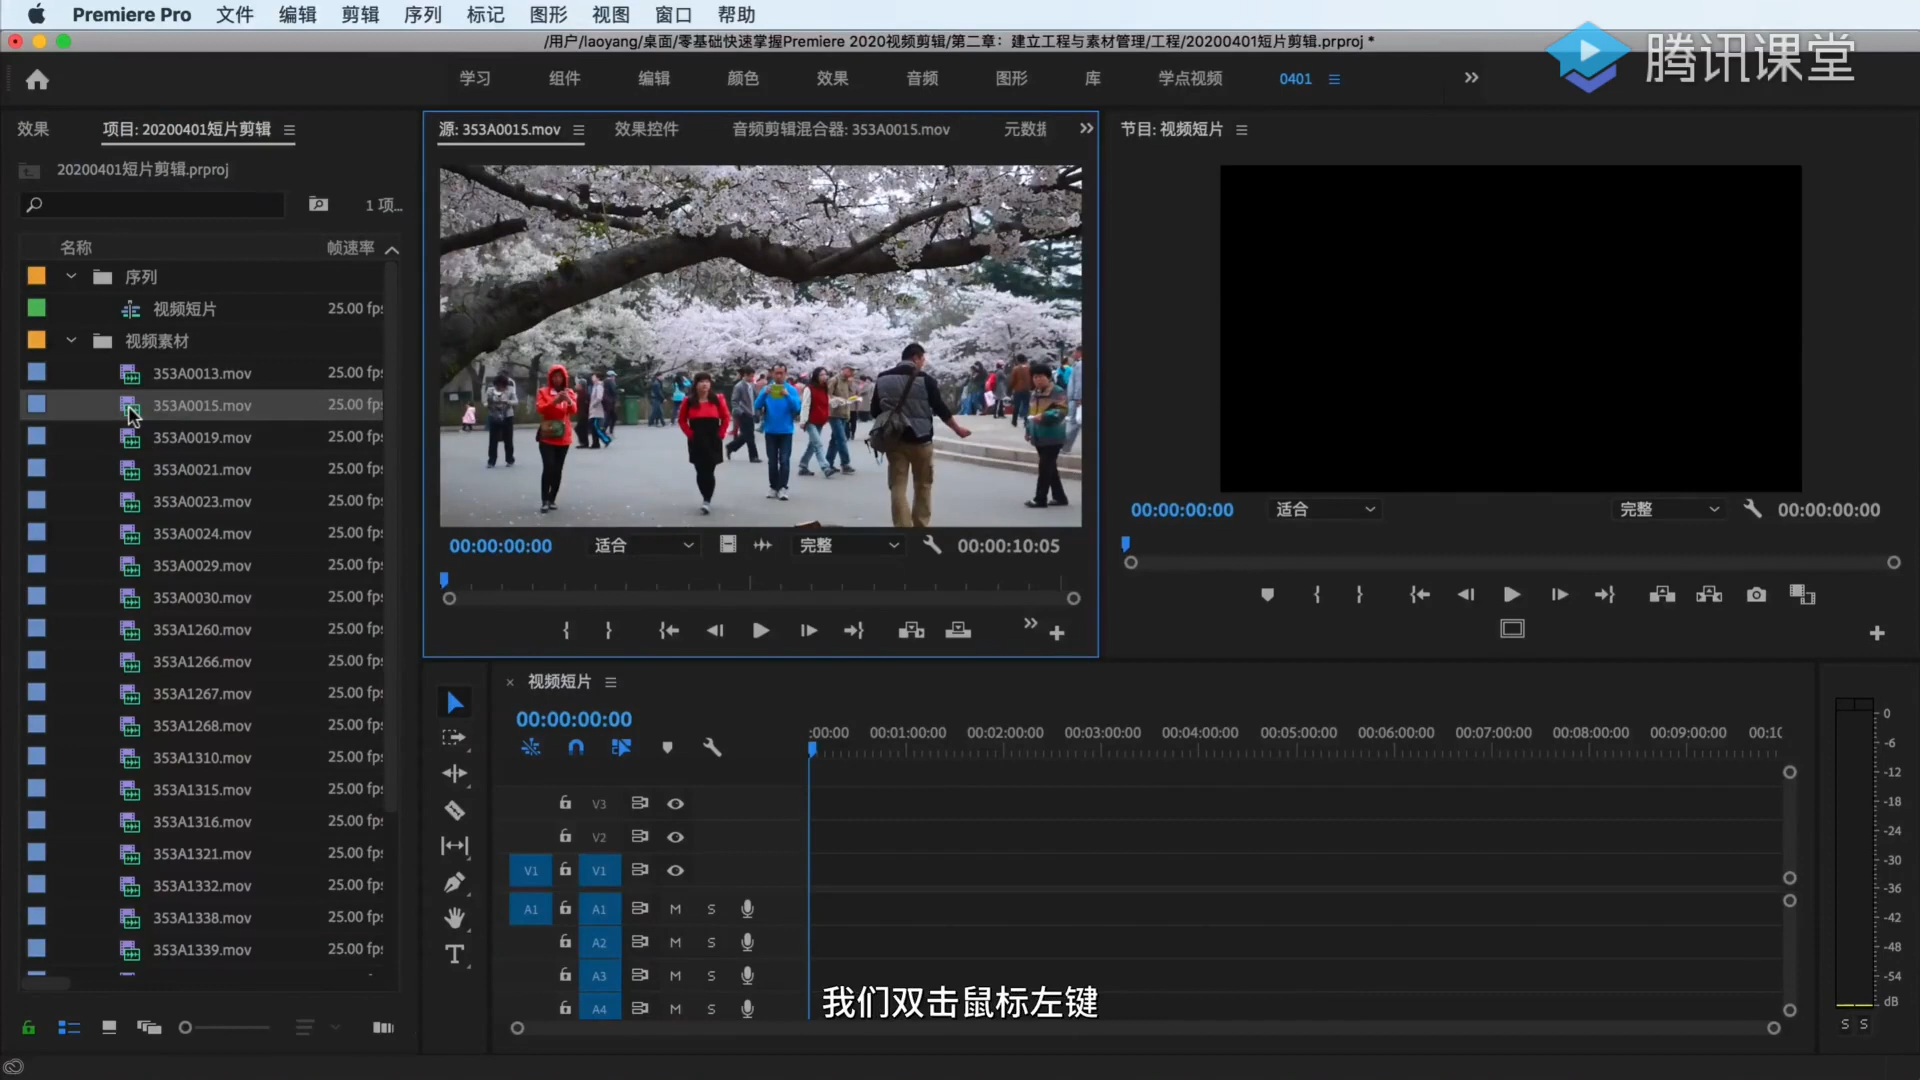 Premiere Pro 文件 编辑 剪辑 序列 标记 图形 视图 窗口 帮助
/用户/laoyang/桌面/零基础快速掌握Premiere 2020视频剪辑/第二章：建立工程与素材管理/工程/20200401短片剪辑.prproj *
腾讯课堂
学习 组件 编辑 颜色 效果 音频 图形 库 学点视频 0401
效果 项目: 20200401短片剪辑
20200401短片剪辑.prproj
1 项...
名称 帧速率
序列
视频短片 25.00 fps
视频素材
353A0013.mov 25.00 fps
353A0015.mov 25.00 fps
353A0019.mov 25.00 fps
353A0021.mov 25.00 fps
353A0023.mov 25.00 fps
353A0024.mov 25.00 fps
353A0029.mov 25.00 fps
353A0030.mov 25.00 fps
353A1260.mov 25.00 fps
353A1266.mov 25.00 fps
353A1267.mov 25.00 fps
353A1268.mov 25.00 fps
353A1310.mov 25.00 fps
353A1315.mov 25.00 fps
353A1316.mov 25.00 fps
353A1321.mov 25.00 fps
353A1332.mov 25.00 fps
353A1338.mov 25.00 fps
353A1339.mov 25.00 fps
源: 353A0015.mov 效果控件 音频剪辑混合器: 353A0015.mov 元数据
00:00:00:00 适合 完整 00:00:10:05
节目: 视频短片
00:00:00:00 适合 完整 00:00:00:00
× 视频短片
00:00:00:00
:00:00 00:01:00:00 00:02:00:00 00:03:00:00 00:04:00:00 00:05:00:00 00:06:00:00 00:07:00:00 00:08:00:00 00:09:00:00 00:10
V3
V2
V1 V1
A1 A1 M S
A2 M S
A3 M S
A4 M S
T
0
-6
-12
-18
-24
-30
-36
-42
-48
-54
dB
S S
我们双击鼠标左键